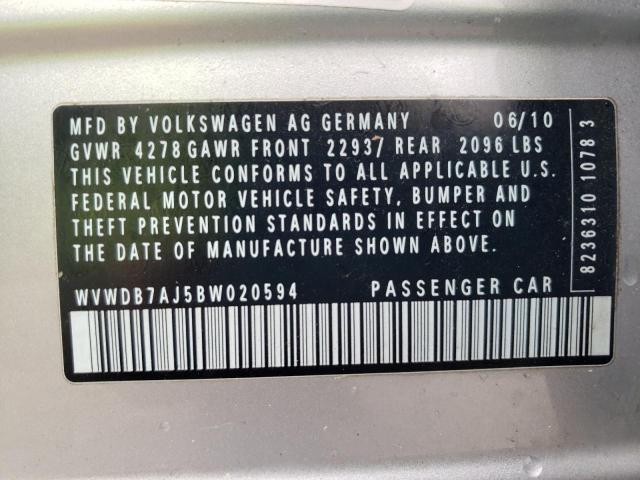 MFD BY VOLKSWAGEN AG GERMANY 06/10
GVWR 4278 GAWR FRONT 22937 REAR 2096 LBS
THIS VEHICLE CONFORMS TO ALL APPLICABLE U.S.
FEDERAL MOTOR VEHICLE SAFETY, BUMPER AND
THEFT PREVENTION STANDARDS IN EFFECT ON
THE DATE OF MANUFACTURE SHOWN ABOVE.
WVWDB7AJ5BW020594 PASSENGER CAR
8236310 1078 3